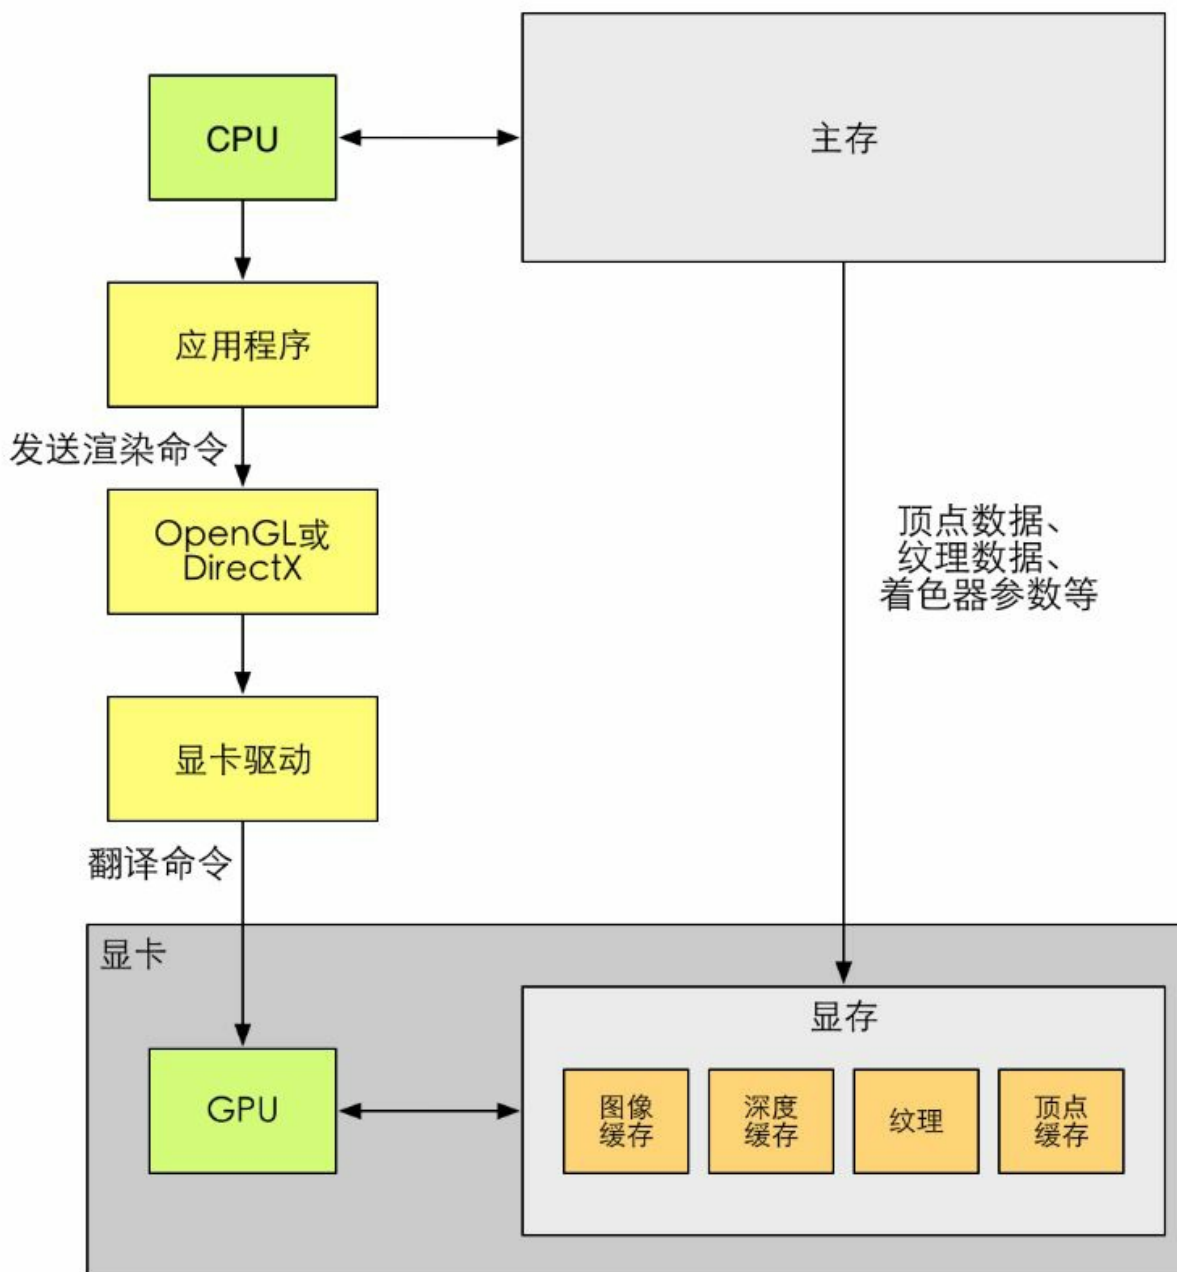 CPU
主存
应用程序
发送渲染命令
OpenGL或
DirectX
顶点数据、
纹理数据、
着色器参数等
显卡驱动
翻译命令
显卡
显存
GPU
图像
缓存
深度
缓存
纹理
顶点
缓存